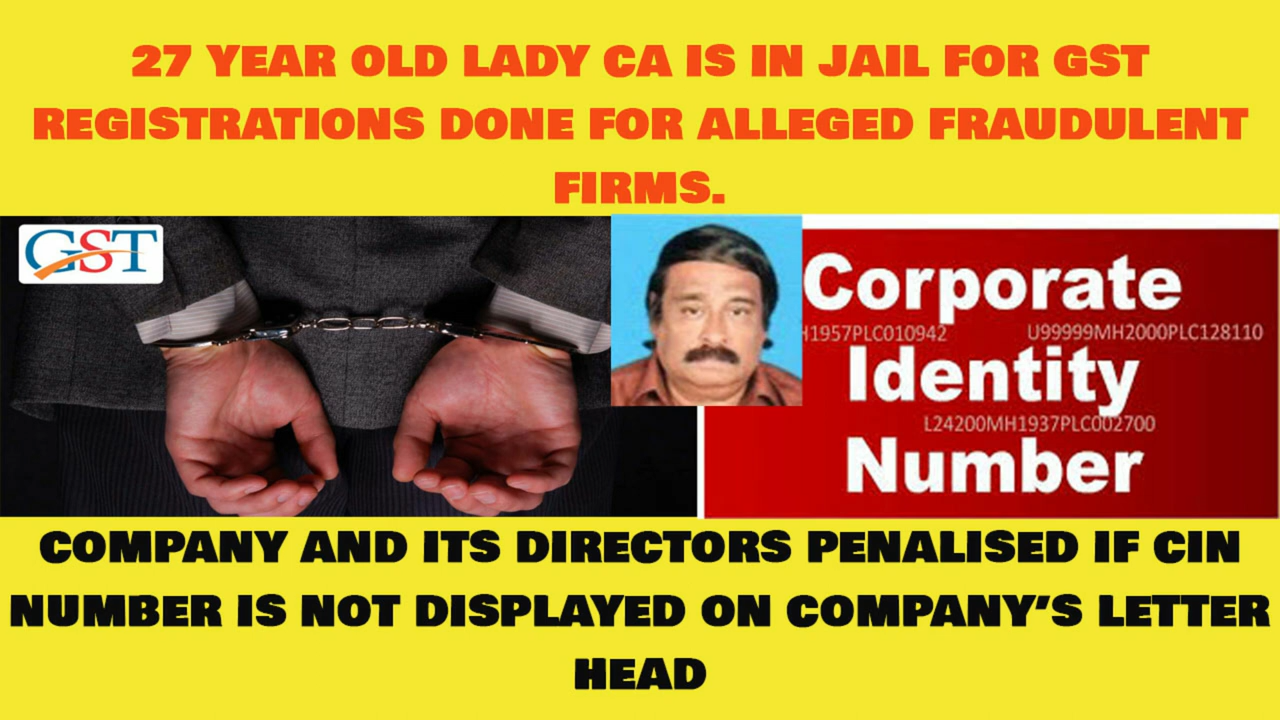 27 YEAR OLD LADY CA IS IN JAIL FOR GST
REGISTRATIONS DONE FOR ALLEGED FRAUDULENT
FIRMS.
GST
Corporate
H1957PLC010942 U99999MH2000PLC128110
Identity
L24200MH1937PLC002700
Number
COMPANY AND ITS DIRECTORS PENALISED IF CIN
NUMBER IS NOT DISPLAYED ON COMPANY'S LETTER
HEAD